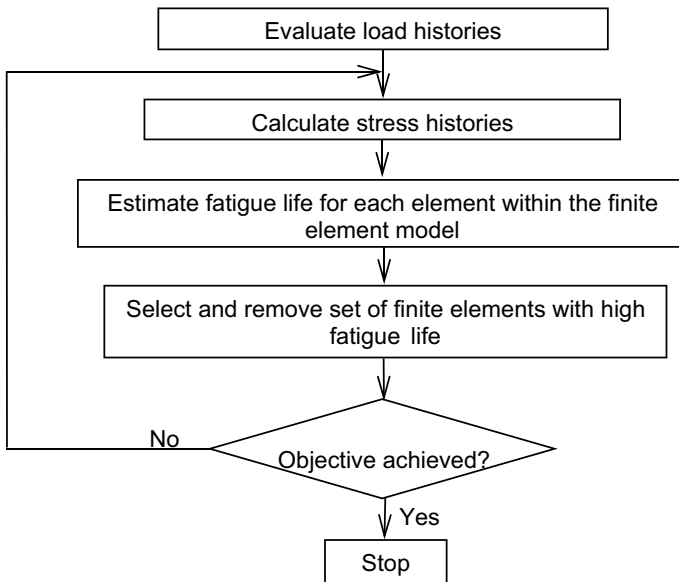 Evaluate load histories
Calculate stress histories
Estimate fatigue life for each element within the finite
element model
Select and remove set of finite elements with high
fatigue life
No
Objective achieved?
Yes
Stop